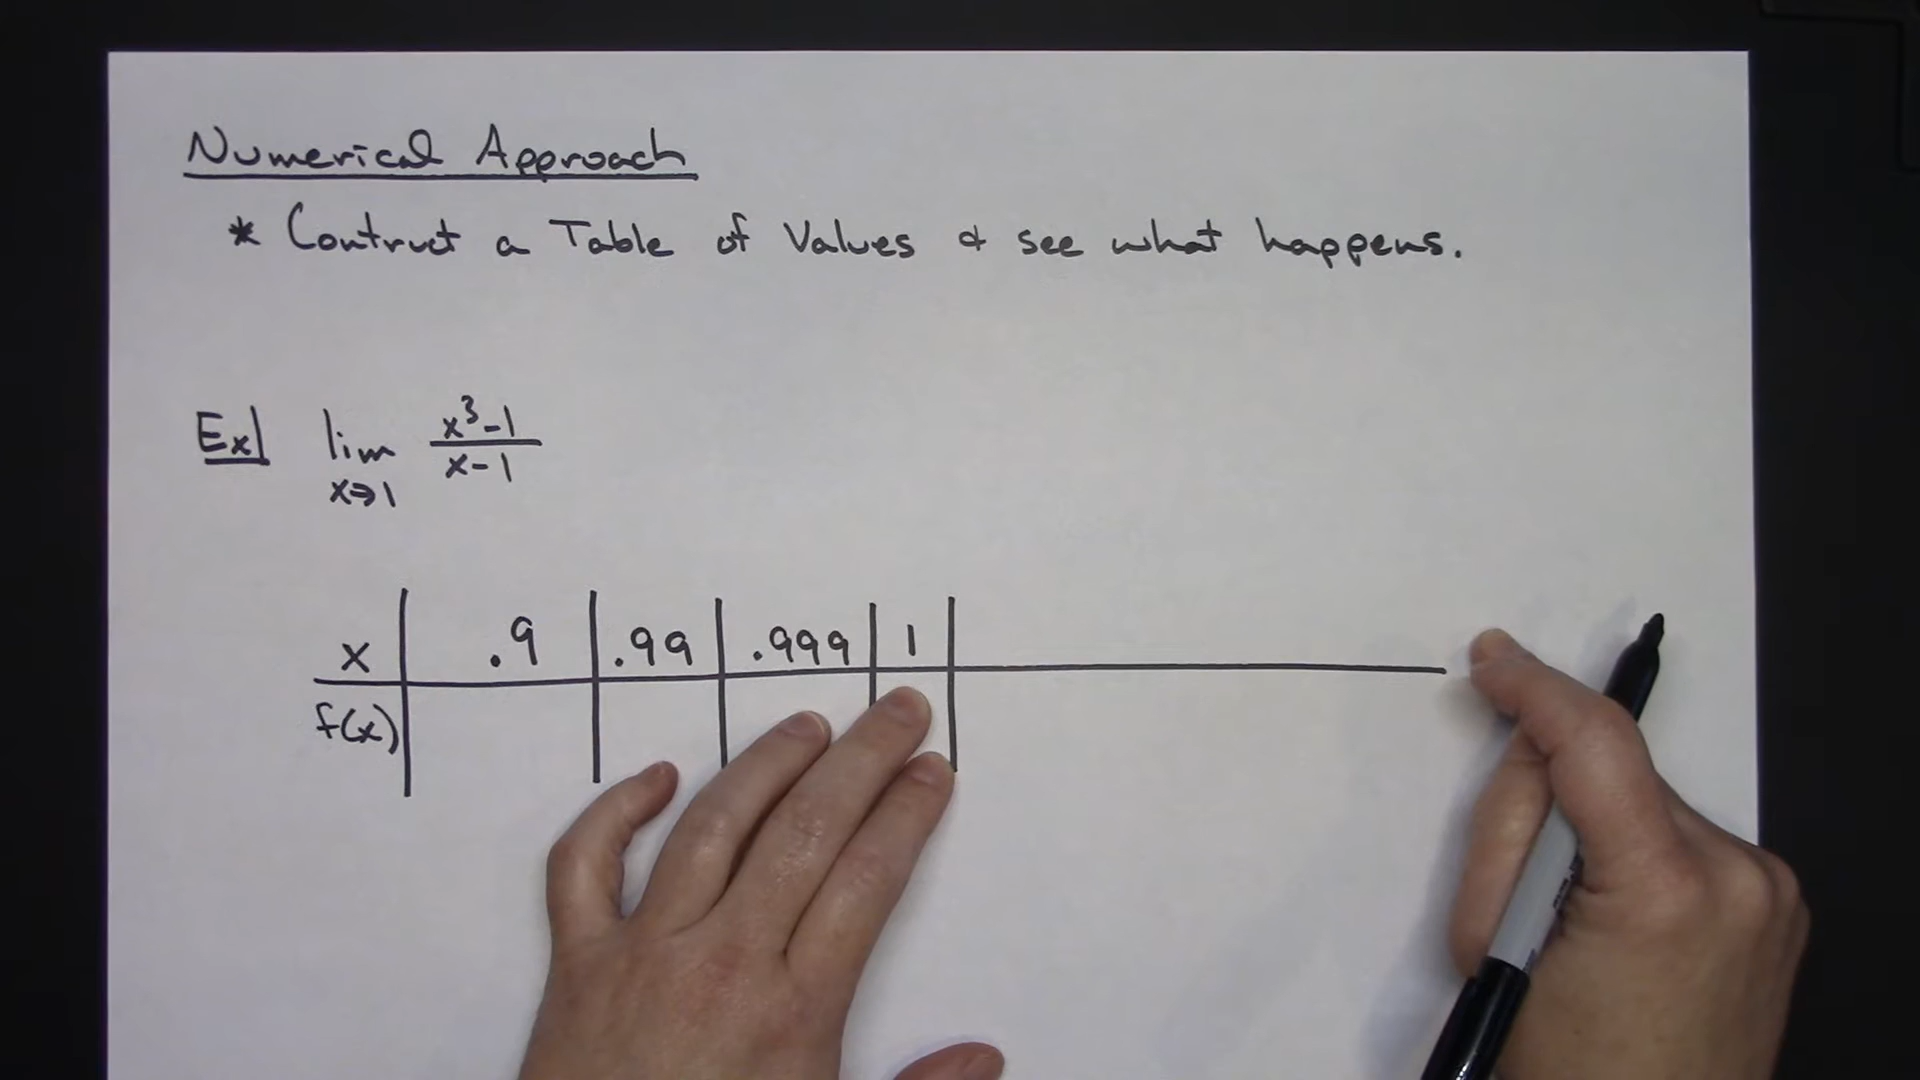 Numerical Approach
* Contruct a Table of Values & see what happens.
Ex| lim x³-1
x→1 x-1
x .9 .99 .999 1
f(x)